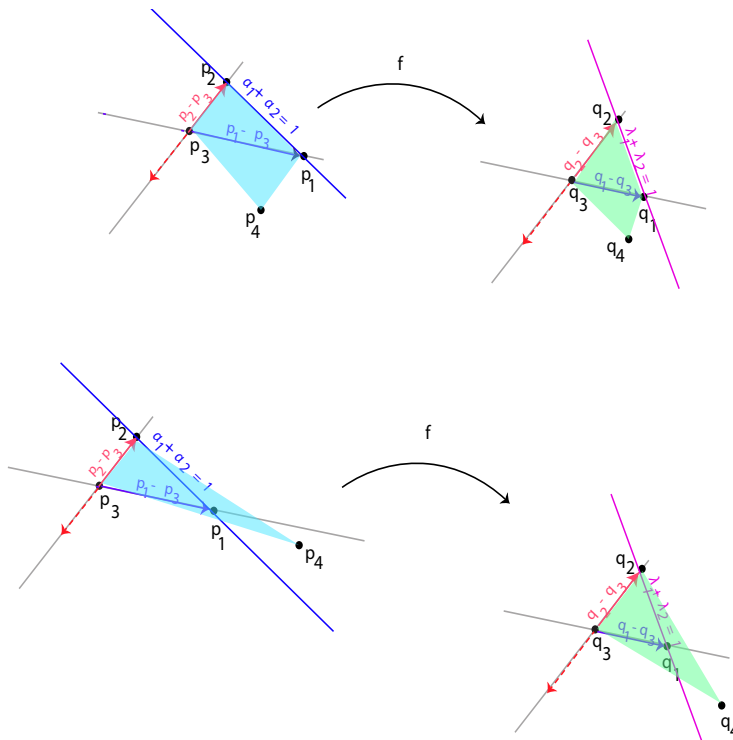 f
p₂
α₁+ α₂ = 1
p₂- p₃
p₁- p₃
p₃
p₁
p₄
q₂
λ₁+ λ₂ = 1
q₂ - q₃
q₁- q₃
q₃
q₁
q₄
f
p₂
α₁+ α₂ = 1
p₂- p₃
p₁- p₃
p₃
p₁
p₄
q₂
λ₁+ λ₂ = 1
q₂ - q₃
q₁- q₃
q₃
q₁
q₄